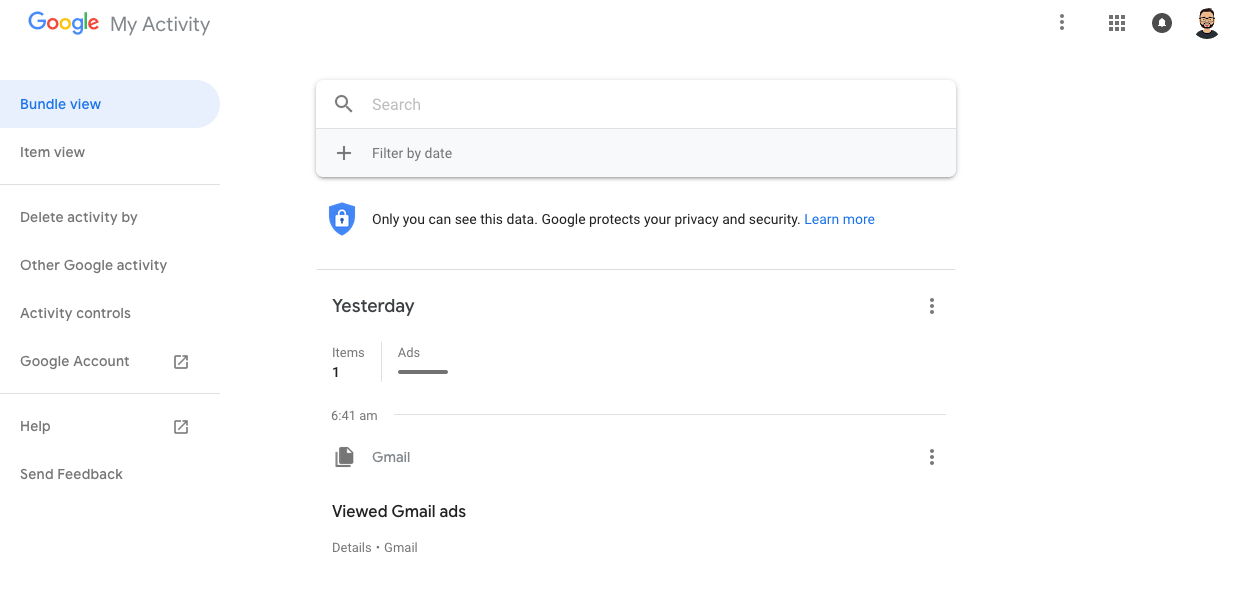 Google My Activity
Bundle view
Item view
Delete activity by
Other Google activity
Activity controls
Google Account
Help
Send Feedback
Search
Filter by date
Only you can see this data. Google protects your privacy and security. Learn more
Yesterday
Items
1
Ads
6:41 am
Gmail
Viewed Gmail ads
Details • Gmail